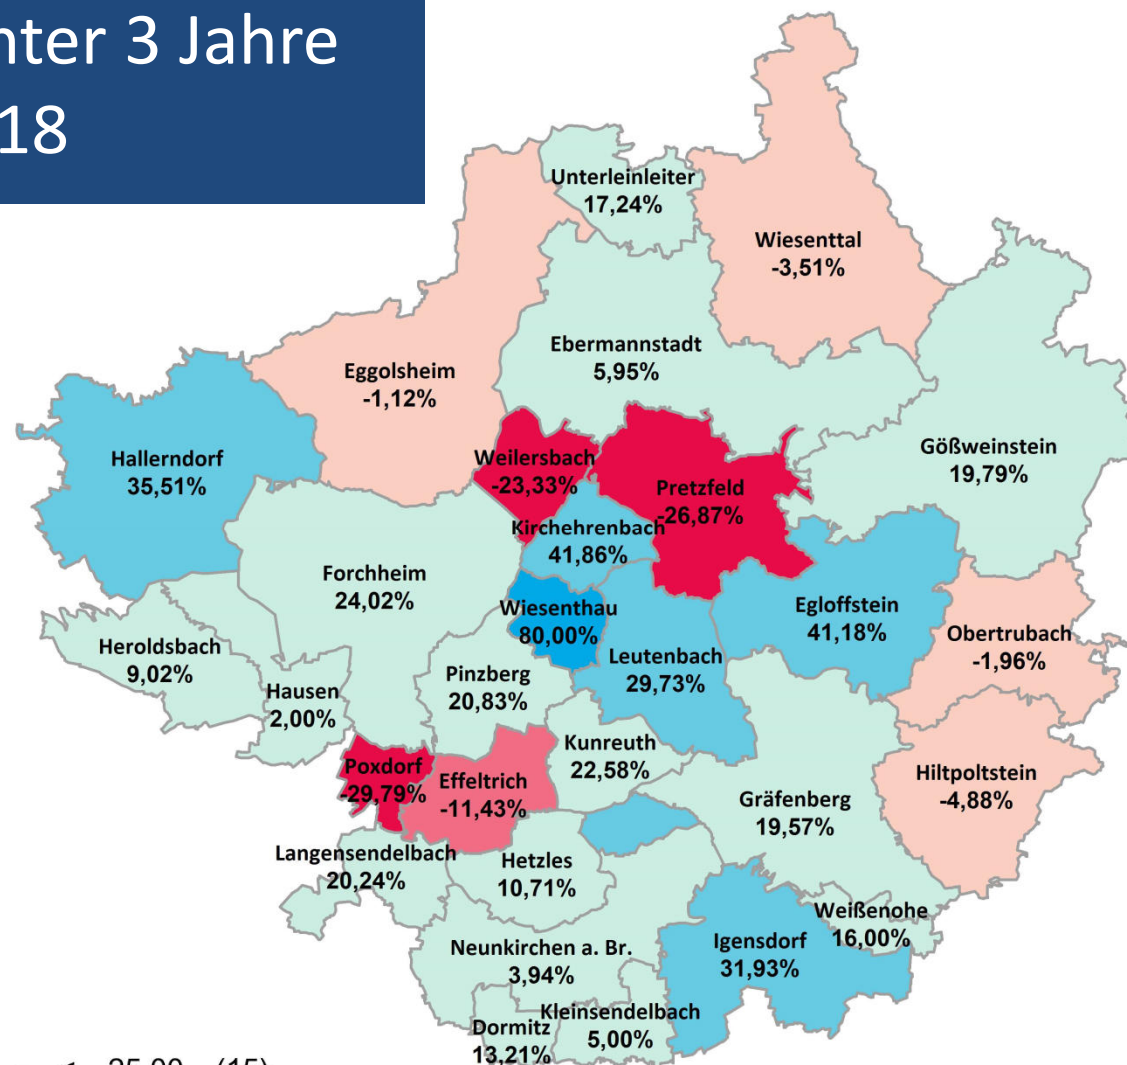 3 Jahre
18
Unterleinleiter
17,24%
Wiesenttal
-3,51%
Ebermannstadt
5,95%
Eggolsheim
-1,12%
Hallerndorf
35,51%
Weilersbach
-23,33%
Gößweinstein
19,79%
Pretzfeld
-26,87%
Kirchehrenbach
41,86%
Forchheim
24,02%
Wiesenthau
80,00%
Egloffstein
41,18%
Obertrubach
-1,96%
Heroldsbach
9,02%
Leutenbach
29,73%
Pinzberg
20,83%
Hausen
2,00%
Kunreuth
22,58%
Poxdorf
-29,79%
Effeltrich
-11,43%
Hiltpoltstein
-4,88%
Gräfenberg
19,57%
Langensendelbach
20,24%
Hetzles
10,71%
Weißenohe
16,00%
Neunkirchen a. Br.
3,94%
Igensdorf
31,93%
Kleinsendelbach
5,00%
Dormitz
13,21%